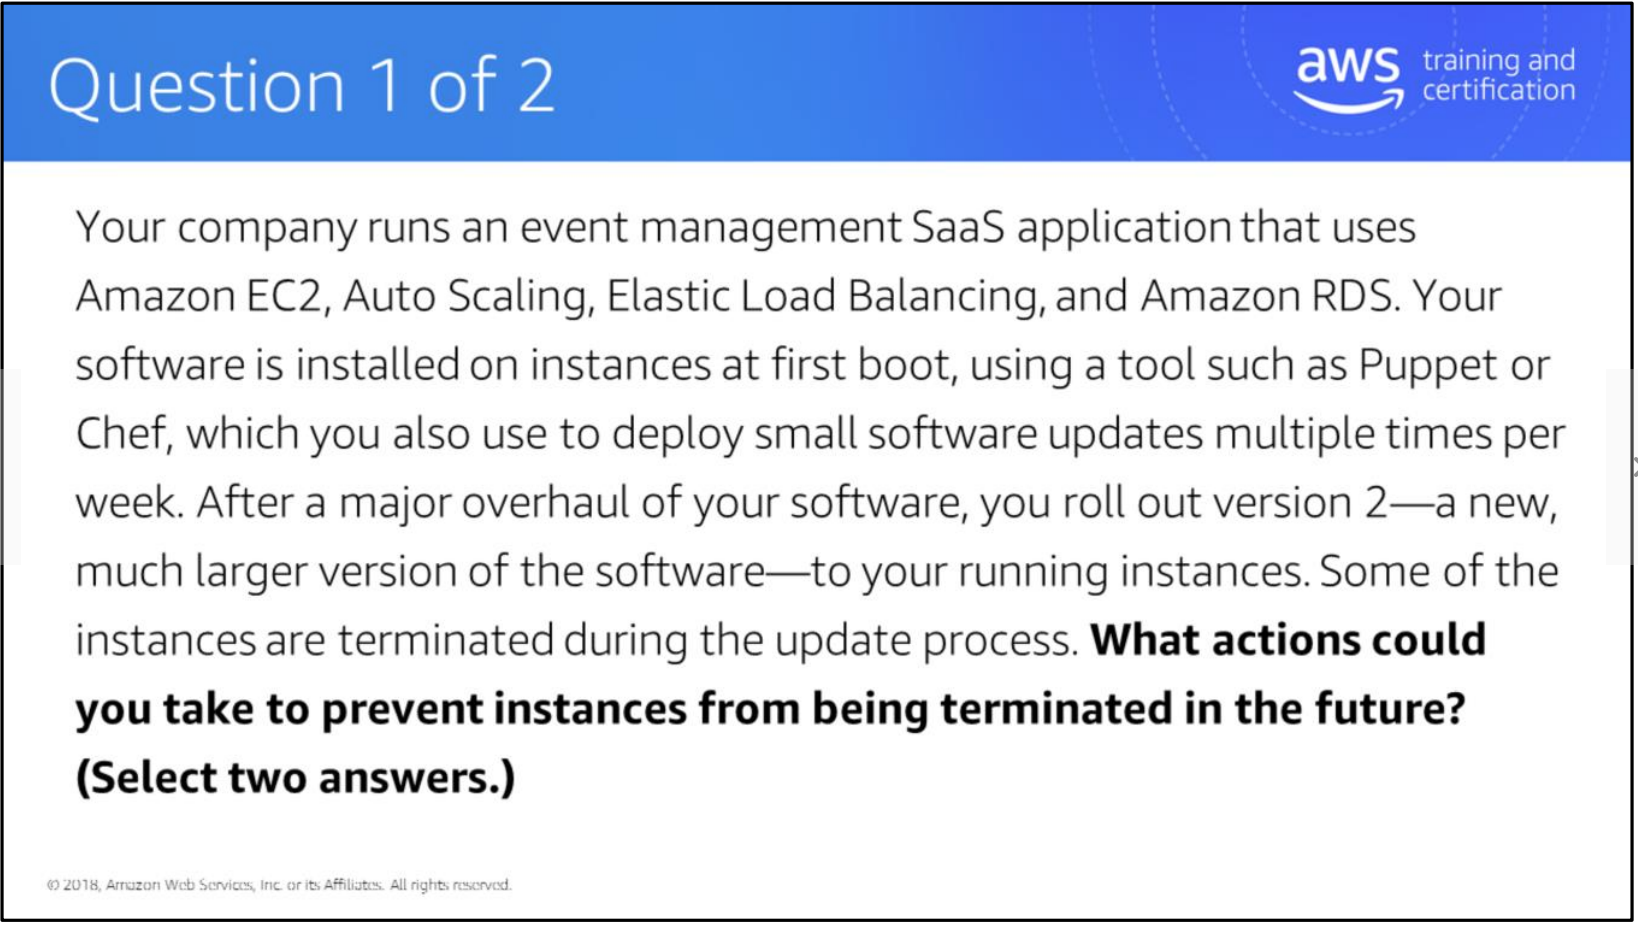 Question 1 of 2
aws training and
certification
Your company runs an event management SaaS application that uses
Amazon EC2, Auto Scaling, Elastic Load Balancing, and Amazon RDS. Your
software is installed on instances at first boot, using a tool such as Puppet or
Chef, which you also use to deploy small software updates multiple times per
week. After a major overhaul of your software, you roll out version 2—a new,
much larger version of the software—to your running instances. Some of the
instances are terminated during the update process. What actions could
you take to prevent instances from being terminated in the future?
(Select two answers.)
© 2018, Amazon Web Services, Inc. or its Affiliates. All rights reserved.